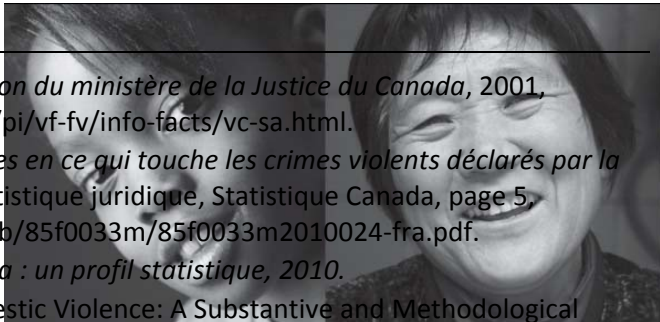 on du ministère de la Justice du Canada, 2001,
/pi/vf-fv/info-facts/vc-sa.html.
es en ce qui touche les crimes violents déclarés par la
tistique juridique, Statistique Canada, page 5,
b/85f0033m/85f0033m2010024-fra.pdf.
a : un profil statistique, 2010.
estic Violence: A Substantive and Methodological